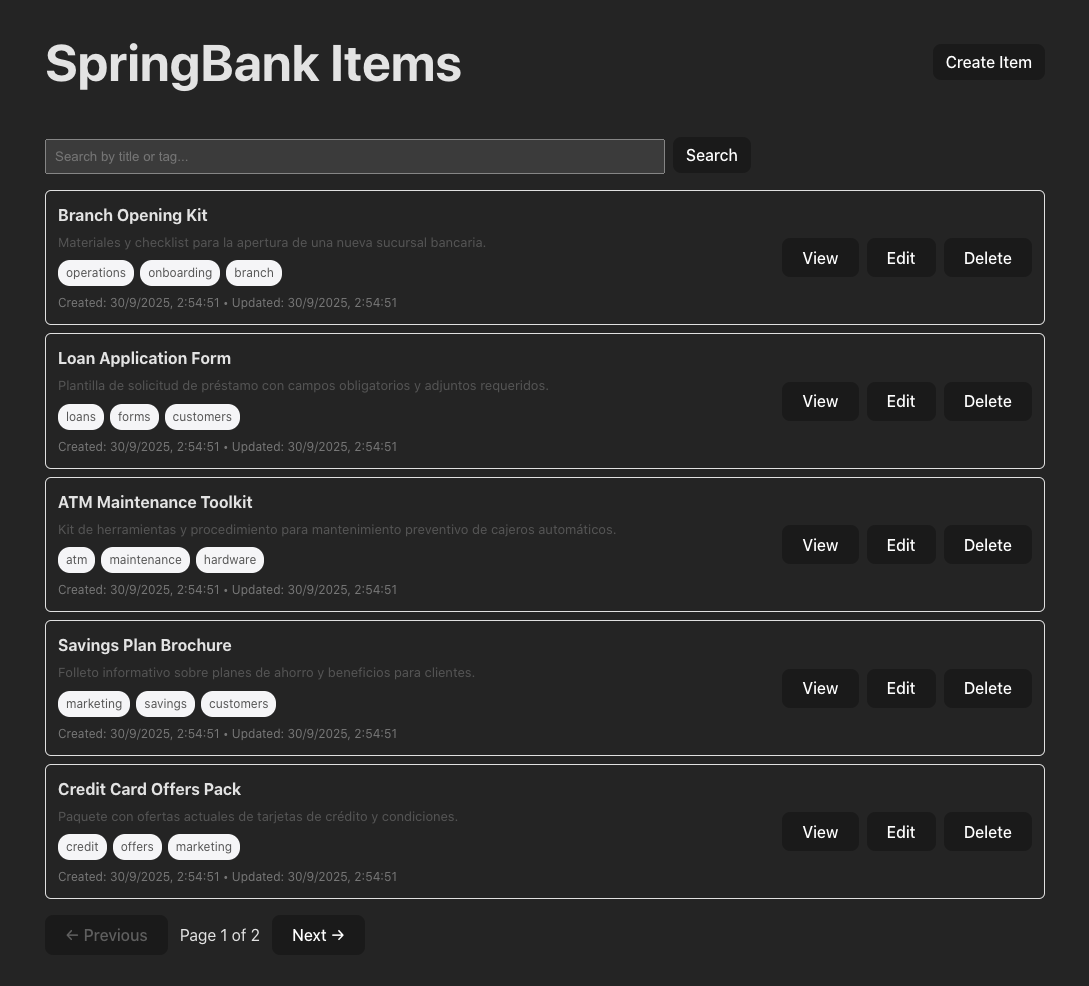 SpringBank Items
Create Item
Search by title or tag...
Search
Branch Opening Kit
Materiales y checklist para la apertura de una nueva sucursal bancaria.
operations onboarding branch
Created: 30/9/2025, 2:54:51 • Updated: 30/9/2025, 2:54:51
View Edit Delete
Loan Application Form
Plantilla de solicitud de préstamo con campos obligatorios y adjuntos requeridos.
loans forms customers
Created: 30/9/2025, 2:54:51 • Updated: 30/9/2025, 2:54:51
View Edit Delete
ATM Maintenance Toolkit
Kit de herramientas y procedimiento para mantenimiento preventivo de cajeros automáticos.
atm maintenance hardware
Created: 30/9/2025, 2:54:51 • Updated: 30/9/2025, 2:54:51
View Edit Delete
Savings Plan Brochure
Folleto informativo sobre planes de ahorro y beneficios para clientes.
marketing savings customers
Created: 30/9/2025, 2:54:51 • Updated: 30/9/2025, 2:54:51
View Edit Delete
Credit Card Offers Pack
Paquete con ofertas actuales de tarjetas de crédito y condiciones.
credit offers marketing
Created: 30/9/2025, 2:54:51 • Updated: 30/9/2025, 2:54:51
View Edit Delete
← Previous Page 1 of 2 Next →